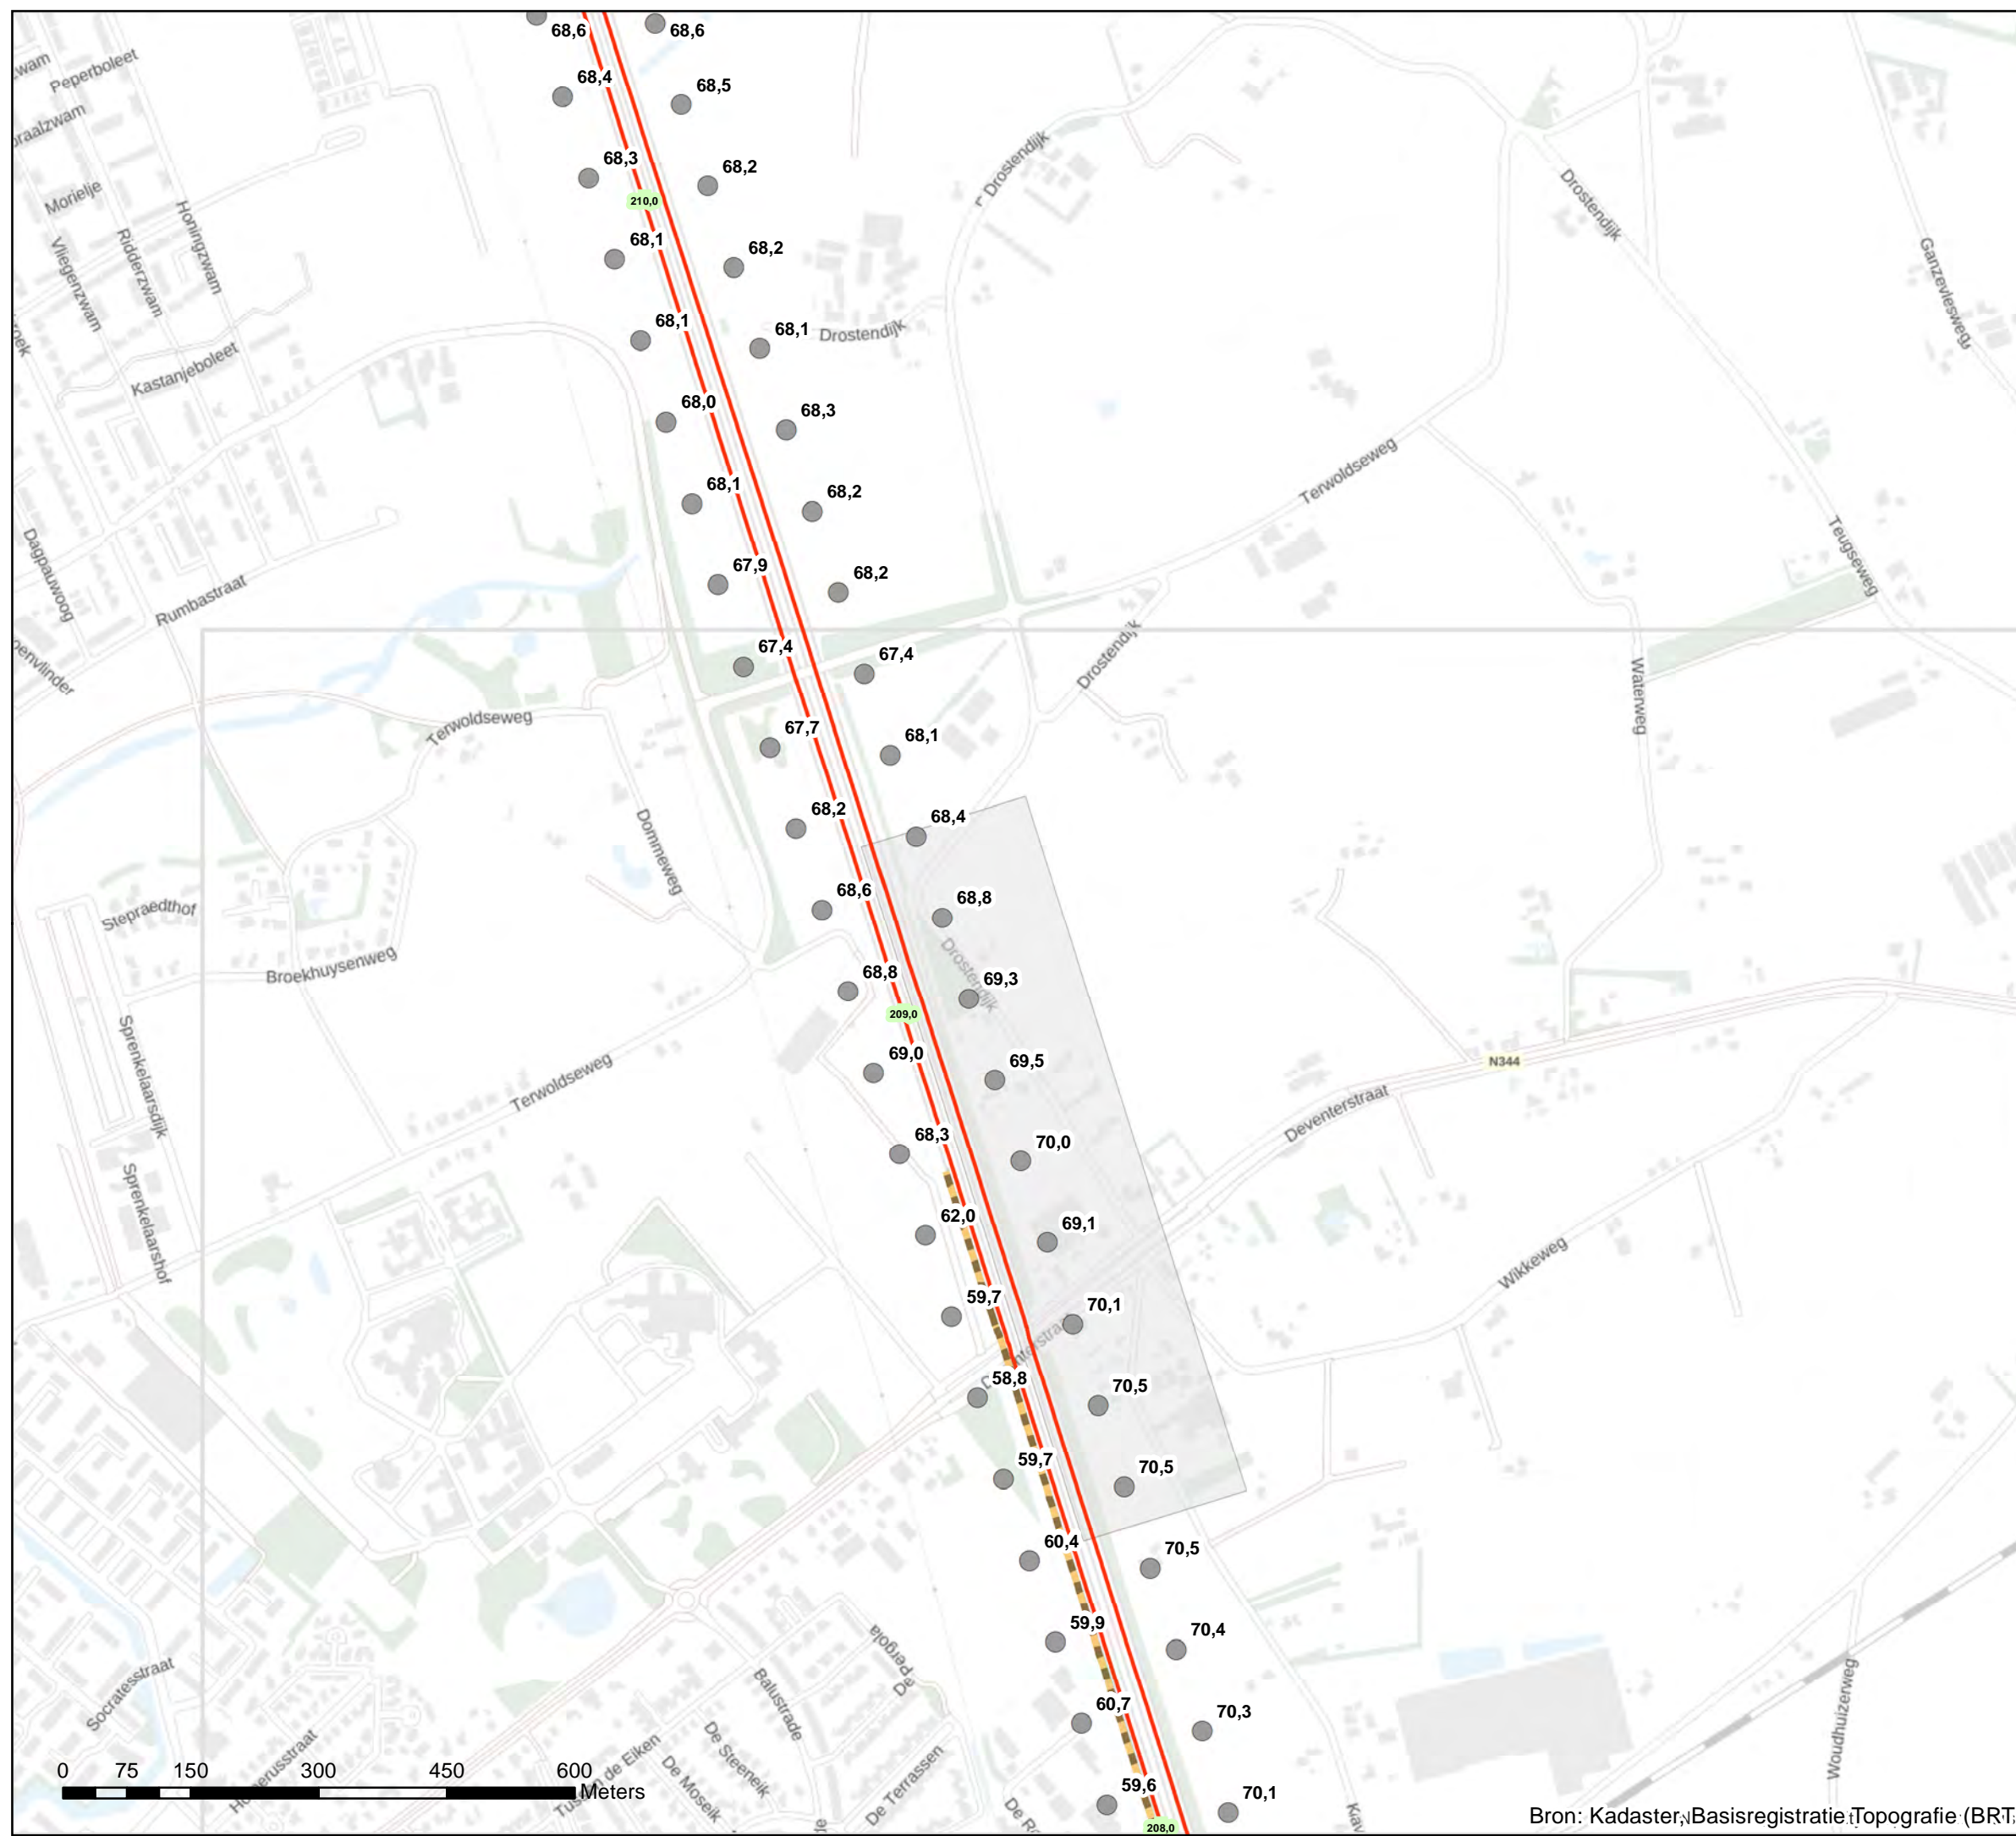 68,6
68,6
68,4
68,5
68,3
68,2
210,0
68,1
68,2
68,1
68,1
68,0
68,3
68,1
68,2
67,9
68,2
67,4
67,4
67,7
68,1
68,2
68,4
68,6
68,8
68,8
69,3
209,0
69,0
69,5
68,3
70,0
62,0
69,1
59,7
70,1
58,8
70,5
59,7
70,5
60,4
70,5
59,9
70,4
60,7
70,3
59,6
70,1
208,0
Peperboleet
Morielje
Honingzwam
Ridderzwam
Vliegenzwam
Kastanjeboleet
Dagpauwoog
Rumbastraat
Terwoldseweg
Dommeweg
Stepraedthof
Broekhuysenweg
Sprenkelaarsdijk
Terwoldseweg
Sprenkelaarshof
Drostendijk
Drostendijk
Drostendijk
Ganzevlesweg
Terwoldseweg
Teugseweg
Drostendijk
Waterweg
Drostendijk
N344
Deventerstraat
Wikkeweg
Woudhuizerweg
Socratesstraat
Balustrade
De Pergola
De Steeneik
De Moseik
De Terrassen
0 75 150 300 450 600
Meters
Bron: Kadaster, Basisregistratie Topografie (BRT